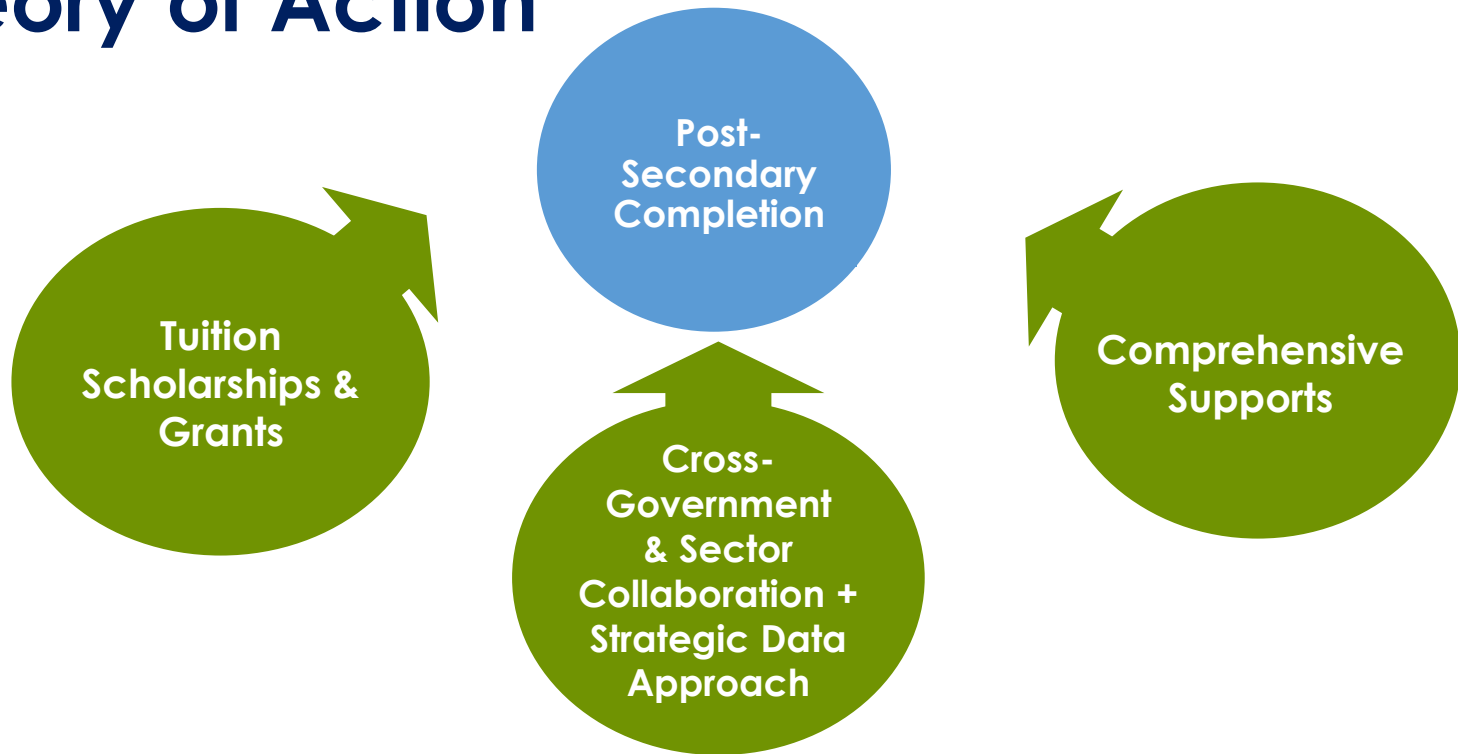 eory of Action
Post-
Secondary
Completion
Tuition
Scholarships &
Grants
Comprehensive
Supports
Cross-
Government
& Sector
Collaboration +
Strategic Data
Approach